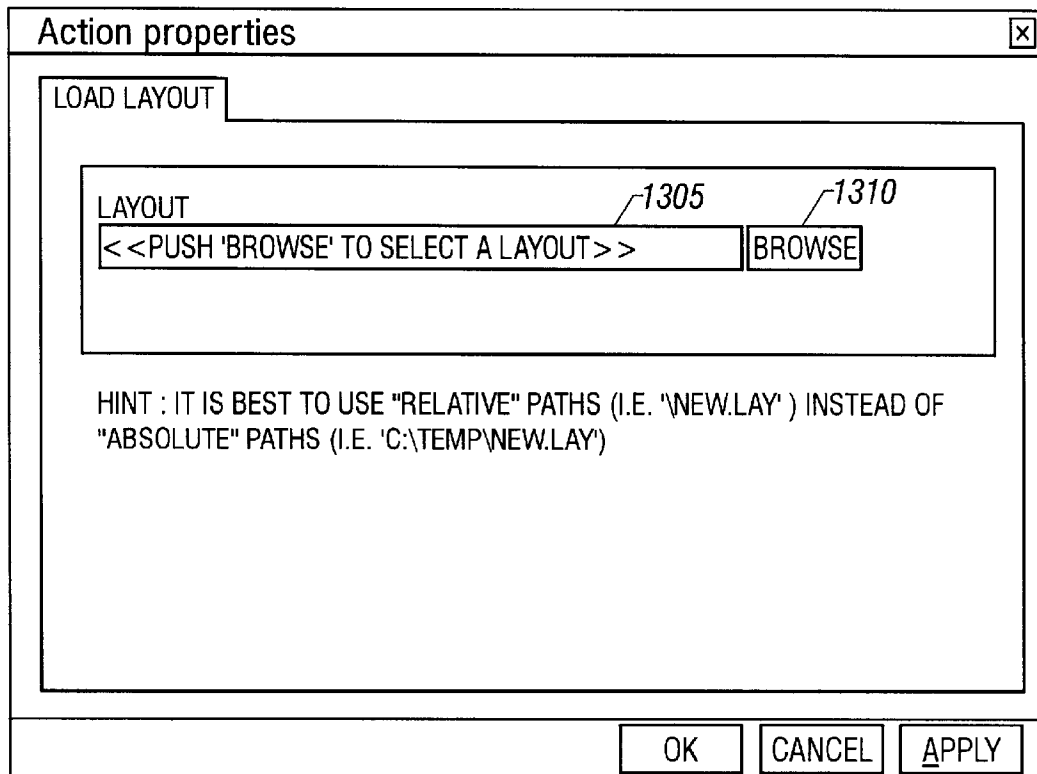 Action properties
LOAD LAYOUT
1305
1310
LAYOUT
<<PUSH 'BROWSE' TO SELECT A LAYOUT>>
BROWSE
HINT : IT IS BEST TO USE "RELATIVE" PATHS (I.E. '\NEW.LAY' ) INSTEAD OF
"ABSOLUTE" PATHS (I.E. 'C:\TEMP\NEW.LAY')
OK
CANCEL
APPLY